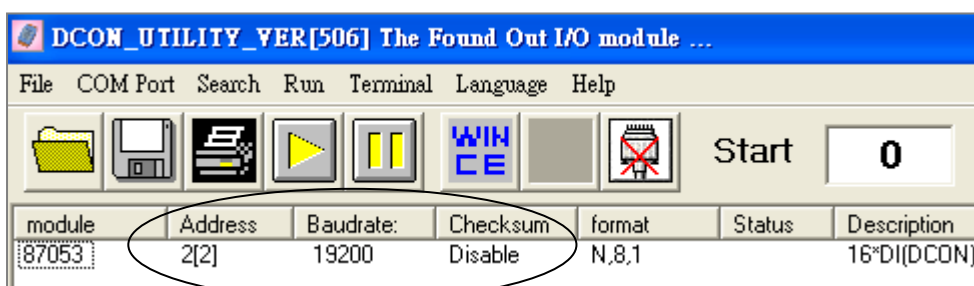 DCON_UTILITY_VER[506] The Found Out I/O module ...
File COM Port Search Run Terminal Language Help
WIN
CE
Start 0
module Address Baudrate: Checksum format Status Description
87053 2[2] 19200 Disable N,8,1 16*DI(DCON)